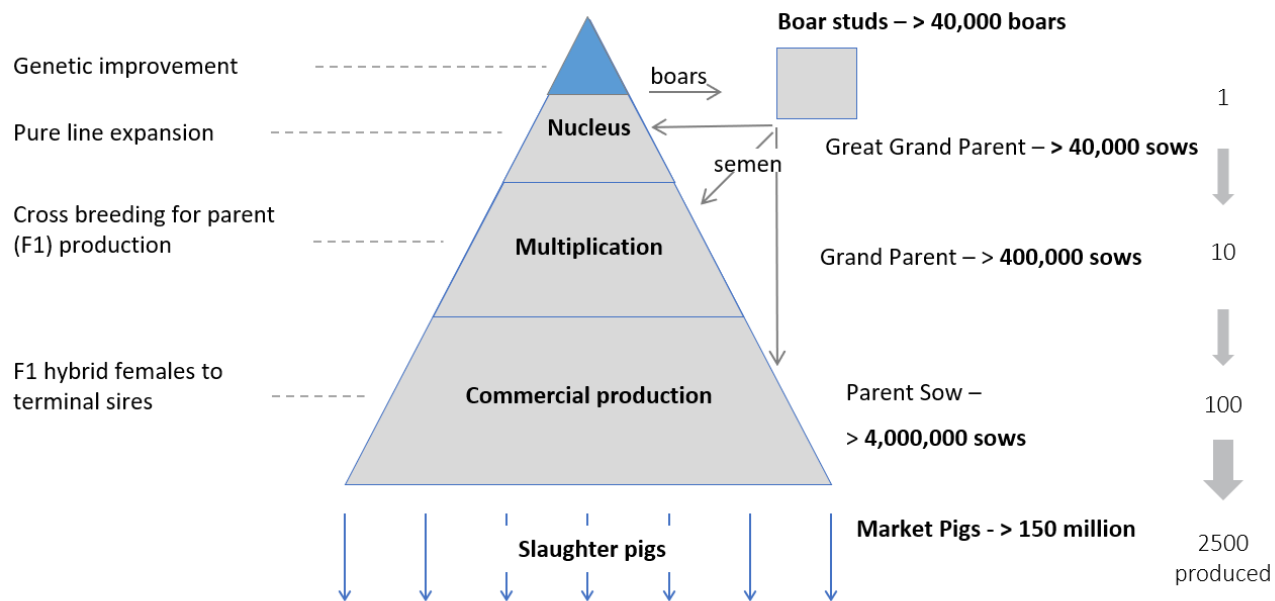 Boar studs – > 40,000 boars
Genetic improvement
boars
1
Pure line expansion
Nucleus
Great Grand Parent – > 40,000 sows
semen
Cross breeding for parent
(F1) production
Multiplication
Grand Parent – > 400,000 sows
10
F1 hybrid females to
terminal sires
Commercial production
Parent Sow –
> 4,000,000 sows
100
Market Pigs - > 150 million
Slaughter pigs
2500
produced